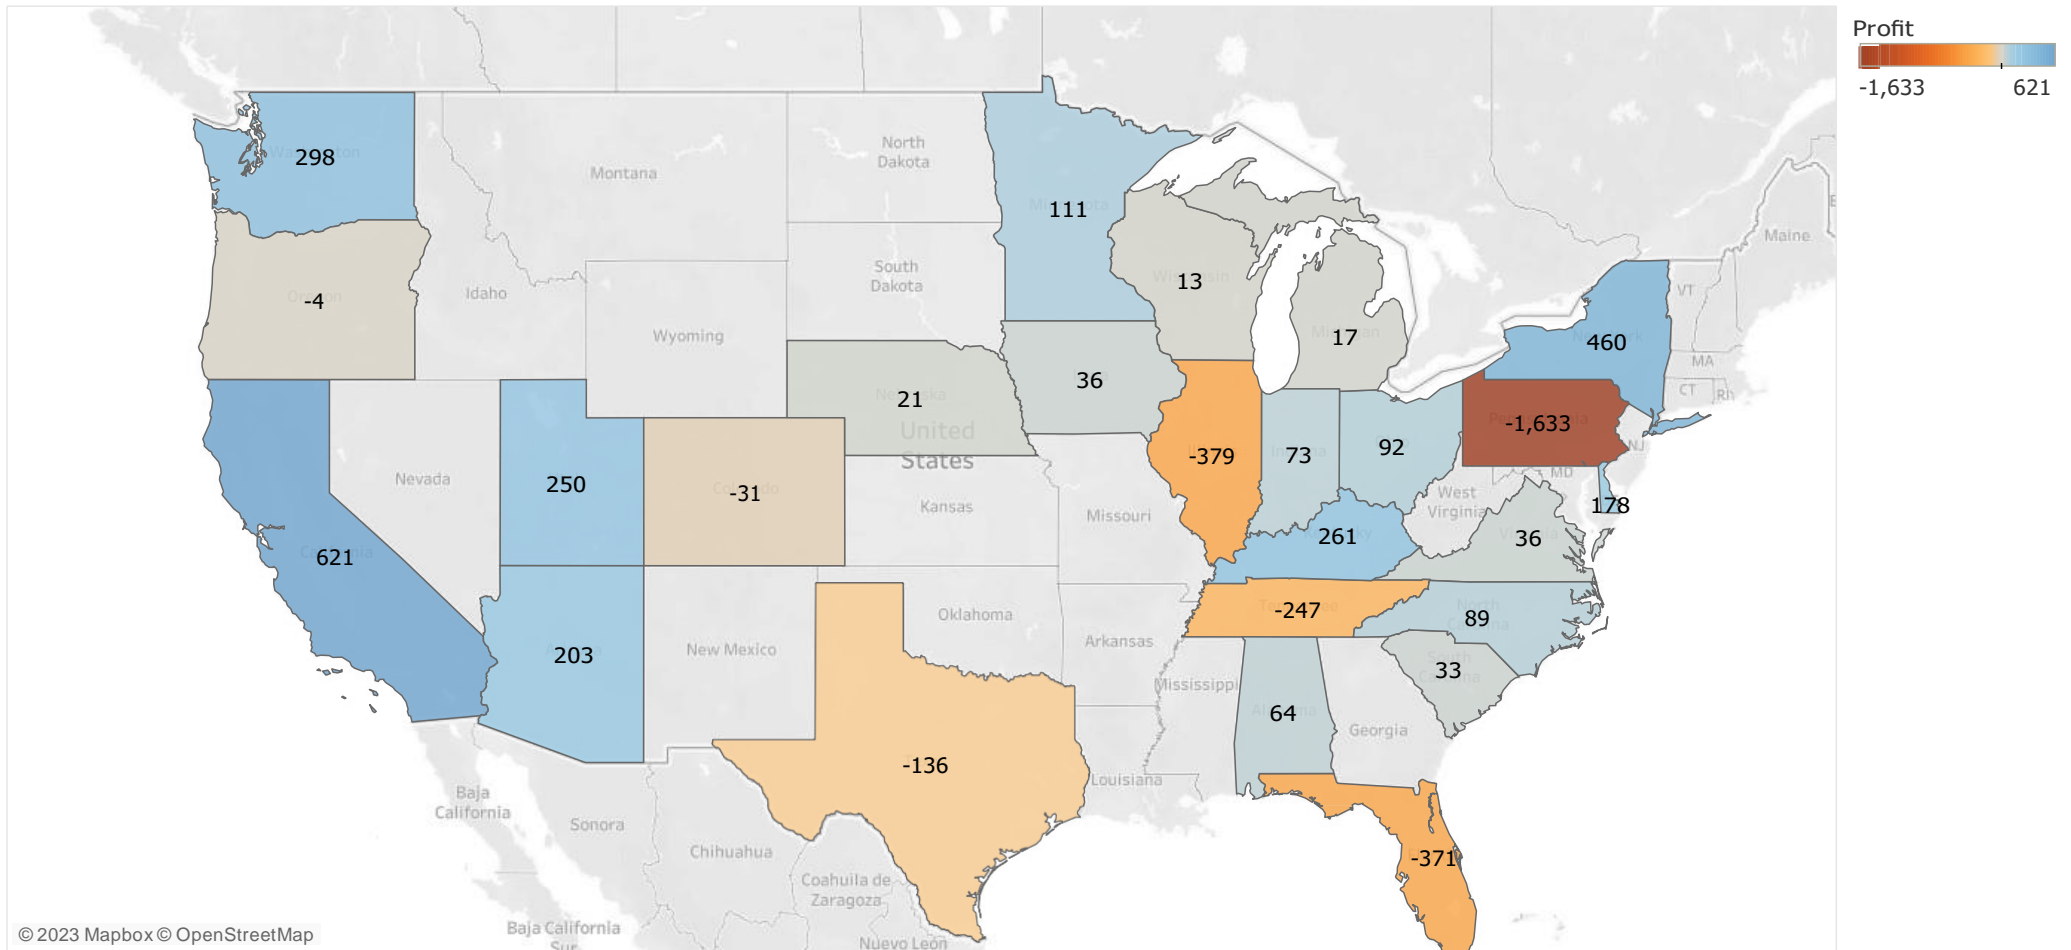 Profit
-1,633
621
298
Montana
North
Dakota
Maine
111
-4
Idaho
South
Dakota
13
VT
Wyoming
17
460
MA
36
CT
Rh
21
United
States
-1,633
-379
73
92
NJ
MD
Nevada
250
-31
Kansas
Missouri
West
Virginia
178
621
261
36
Oklahoma
-247
89
Arkansas
203
New Mexico
33
Mississippi
64
Georgia
-136
Louisiana
Baja
California
Sonora
Chihuahua
-371
Coahuila de
Zaragoza
Baja California
Sur
Nuevo León
© 2023 Mapbox © OpenStreetMap